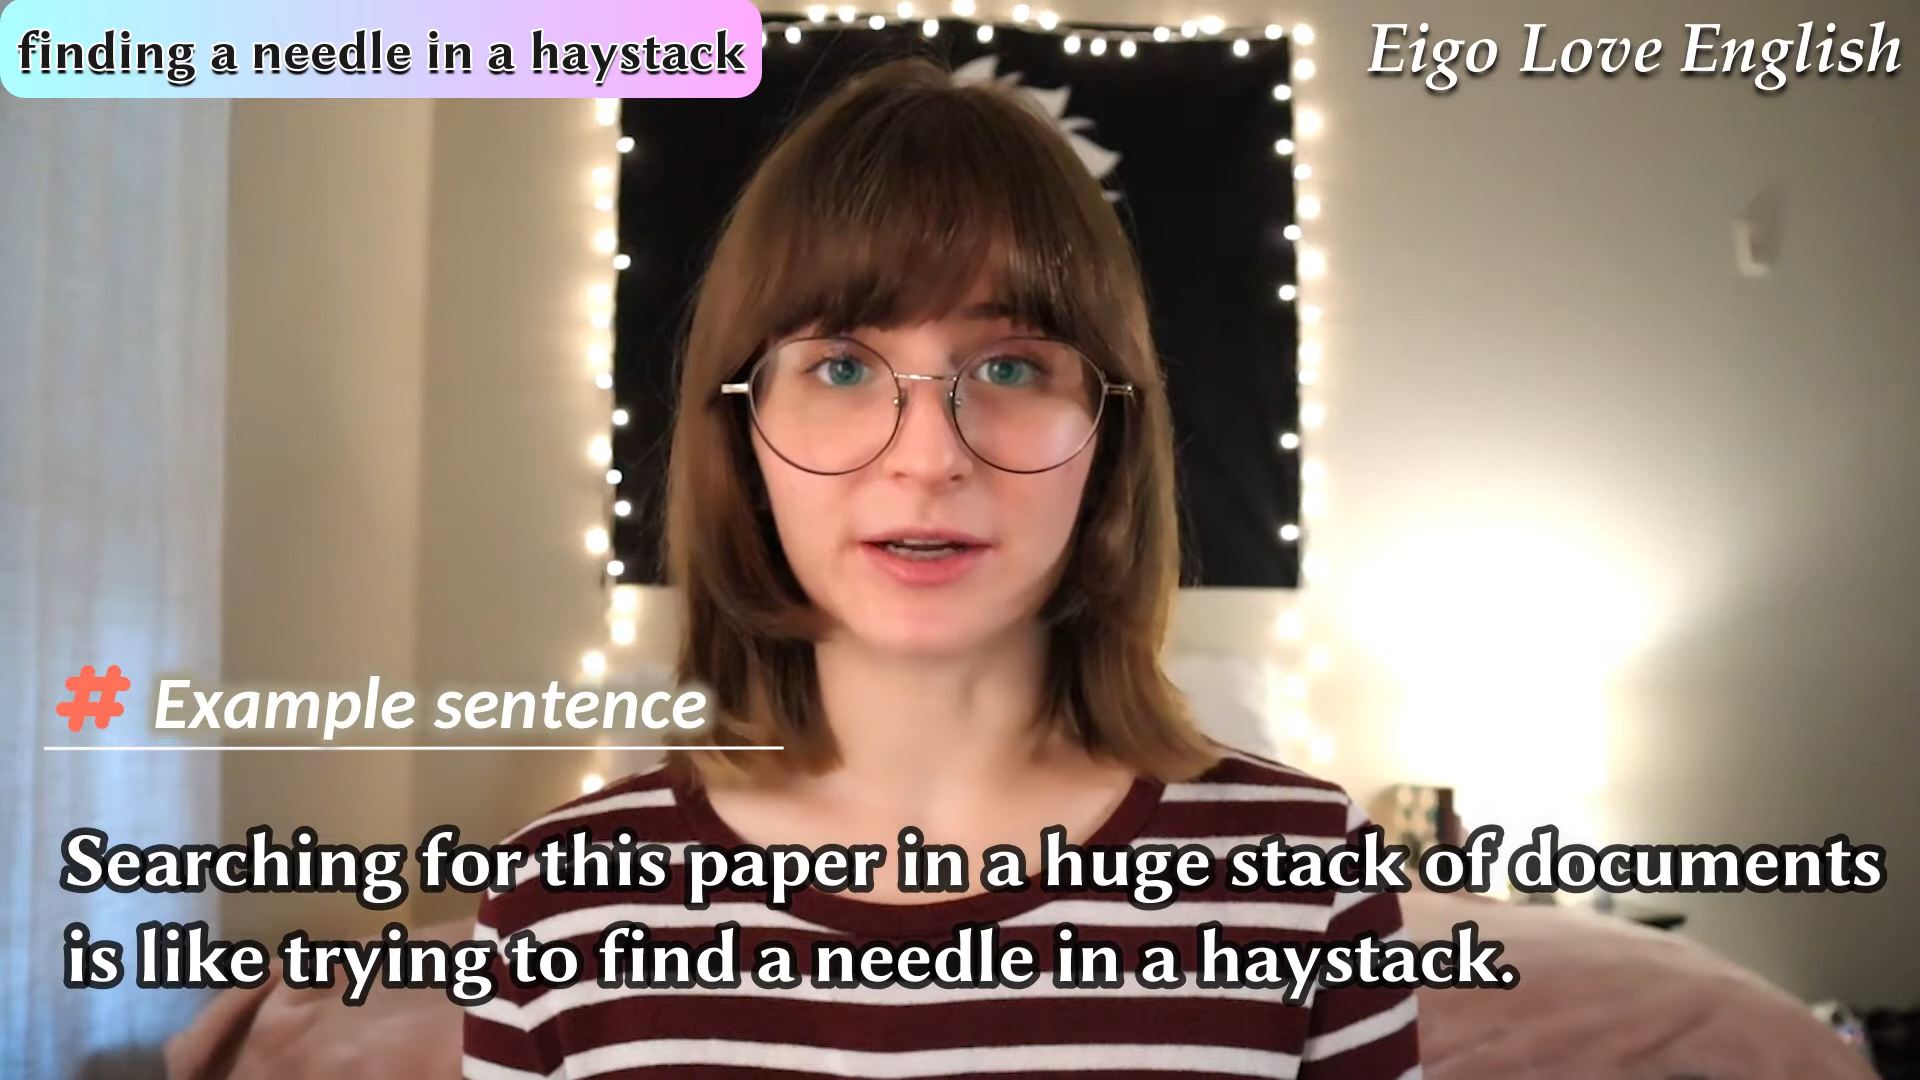 finding a needle in a haystack
Eigo Love English
# Example sentence
Searching for this paper in a huge stack of documents
is like trying to find a needle in a haystack.